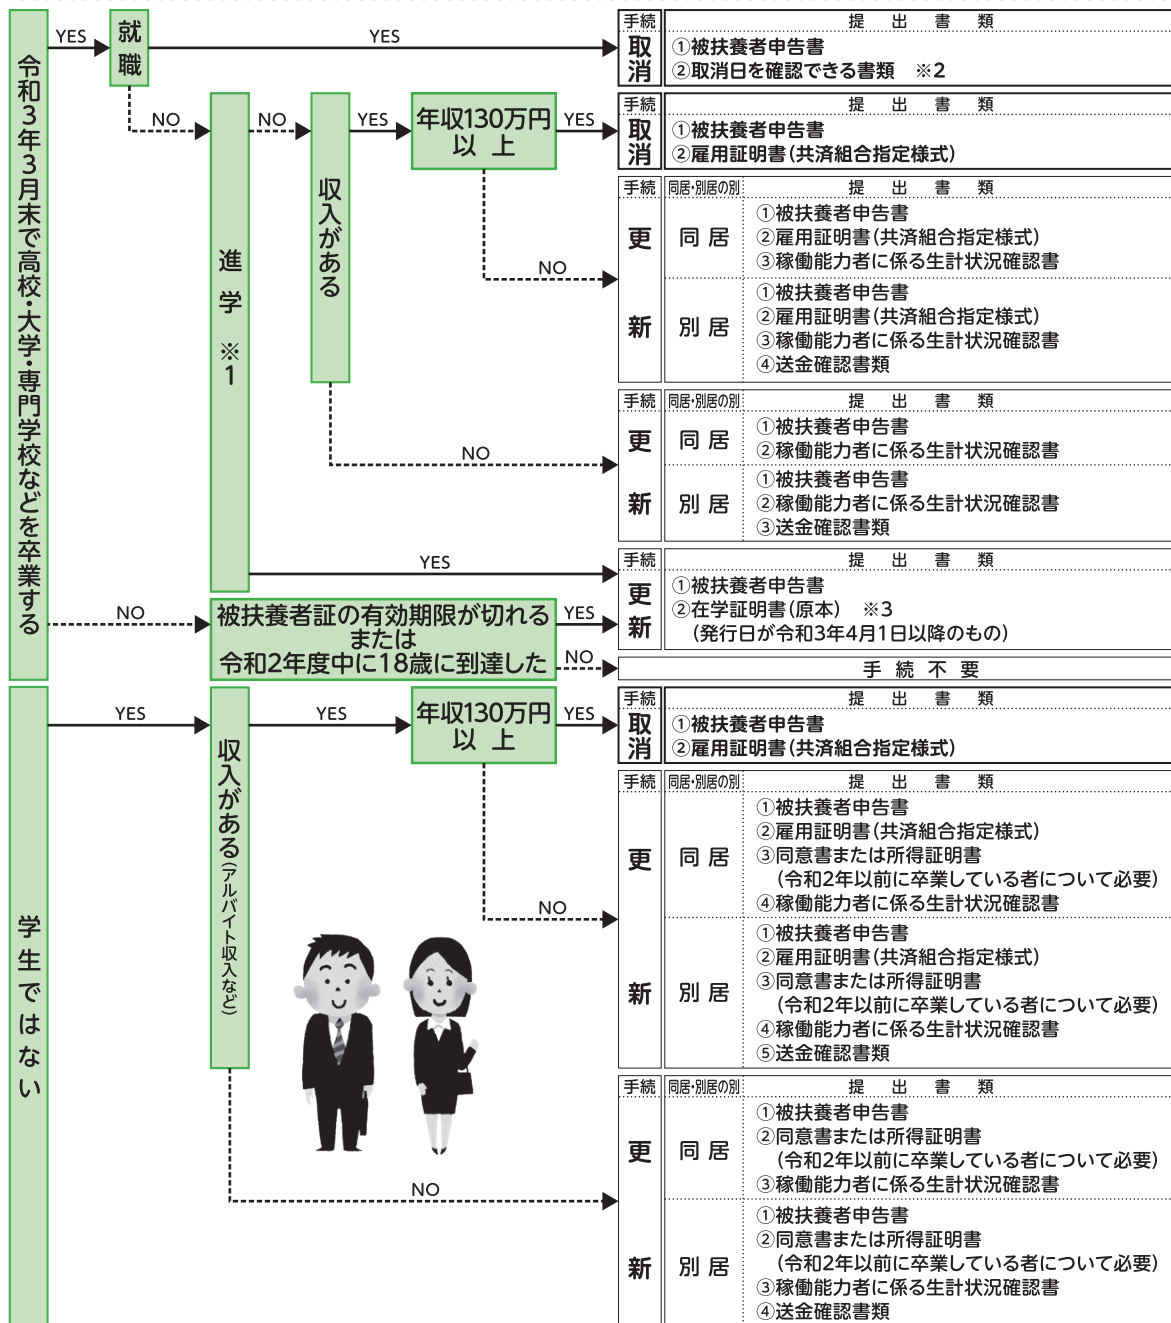 令和3年3月末で高校・大学・専門学校などを卒業する
YES
就職
YES
手続 提出書類
取消
①被扶養者申告書
②取消日を確認できる書類 ※2
NO
進学 ※1
NO
収入がある
YES
年収130万円
以上
YES
手続 提出書類
取消
①被扶養者申告書
②雇用証明書(共済組合指定様式)
NO
手続 同居・別居の別 提出書類
更新
同居
①被扶養者申告書
②雇用証明書(共済組合指定様式)
③稼働能力者に係る生計状況確認書
別居
①被扶養者申告書
②雇用証明書(共済組合指定様式)
③稼働能力者に係る生計状況確認書
④送金確認書類
NO
手続 同居・別居の別 提出書類
更新
同居
①被扶養者申告書
②稼働能力者に係る生計状況確認書
別居
①被扶養者申告書
②稼働能力者に係る生計状況確認書
③送金確認書類
YES
手続 提出書類
更新
①被扶養者申告書
②在学証明書(原本) ※3
(発行日が令和3年4月1日以降のもの)
NO
被扶養者証の有効期限が切れる
または
令和2年度中に18歳に到達した
YES
NO
手続不要
学生ではない
YES
収入がある(アルバイト収入など)
YES
年収130万円
以上
YES
手続 提出書類
取消
①被扶養者申告書
②雇用証明書(共済組合指定様式)
NO
手続 同居・別居の別 提出書類
更新
同居
①被扶養者申告書
②雇用証明書(共済組合指定様式)
③同意書または所得証明書
(令和2年以前に卒業している者について必要)
④稼働能力者に係る生計状況確認書
別居
①被扶養者申告書
②雇用証明書(共済組合指定様式)
③同意書または所得証明書
(令和2年以前に卒業している者について必要)
④稼働能力者に係る生計状況確認書
⑤送金確認書類
NO
手続 同居・別居の別 提出書類
更新
同居
①被扶養者申告書
②同意書または所得証明書
(令和2年以前に卒業している者について必要)
③稼働能力者に係る生計状況確認書
別居
①被扶養者申告書
②同意書または所得証明書
(令和2年以前に卒業している者について必要)
③稼働能力者に係る生計状況確認書
④送金確認書類